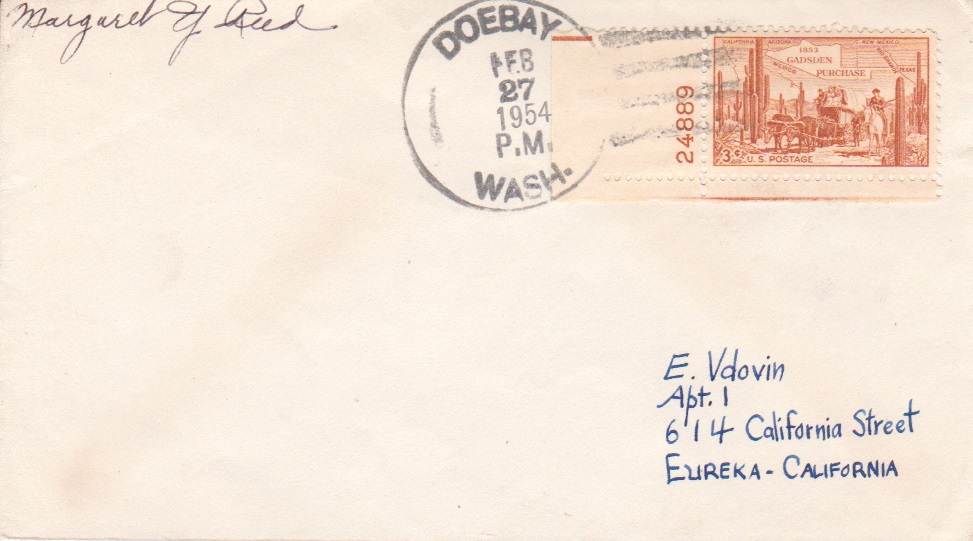 Margaret Y Reed
DOEBAY
FEB
27
1954
P.M.
WASH.
24889
CALIFORNIA ARIZONA NEW MEXICO
TEXAS
MEXICO
1853
GADSDEN
PURCHASE
3¢ U.S. POSTAGE
E. Vdovin
Apt. 1
614 California Street
EUREKA - CALIFORNIA